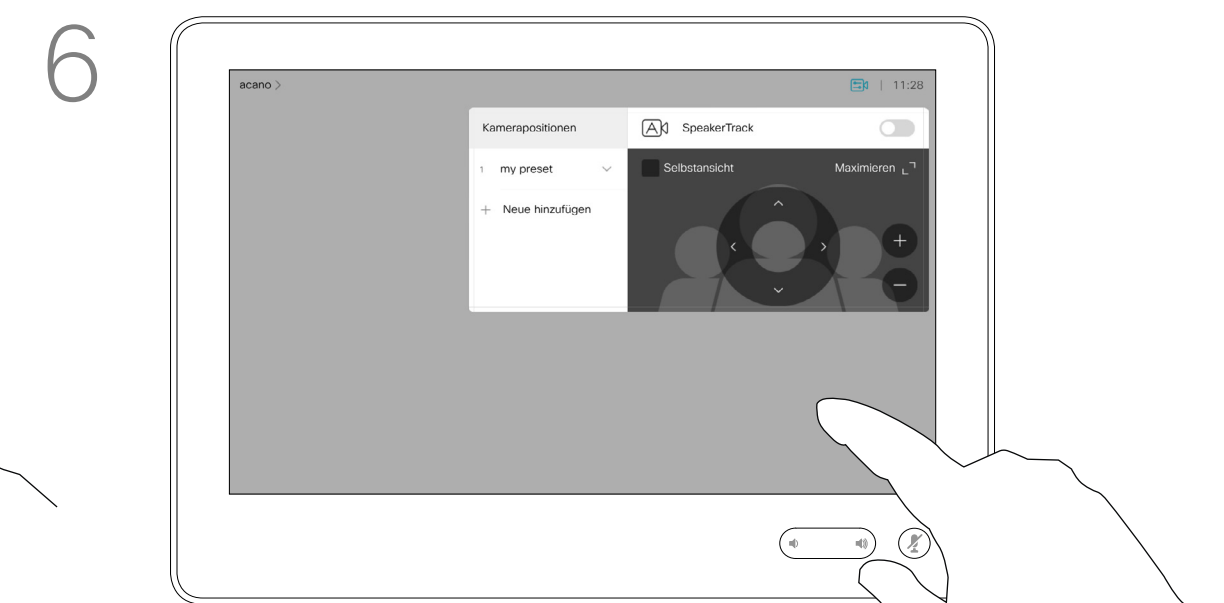 6
acano >
11:28
Kamerapositionen
SpeakerTrack
1 my preset
Selbstansicht
Maximieren
+ Neue hinzufügen